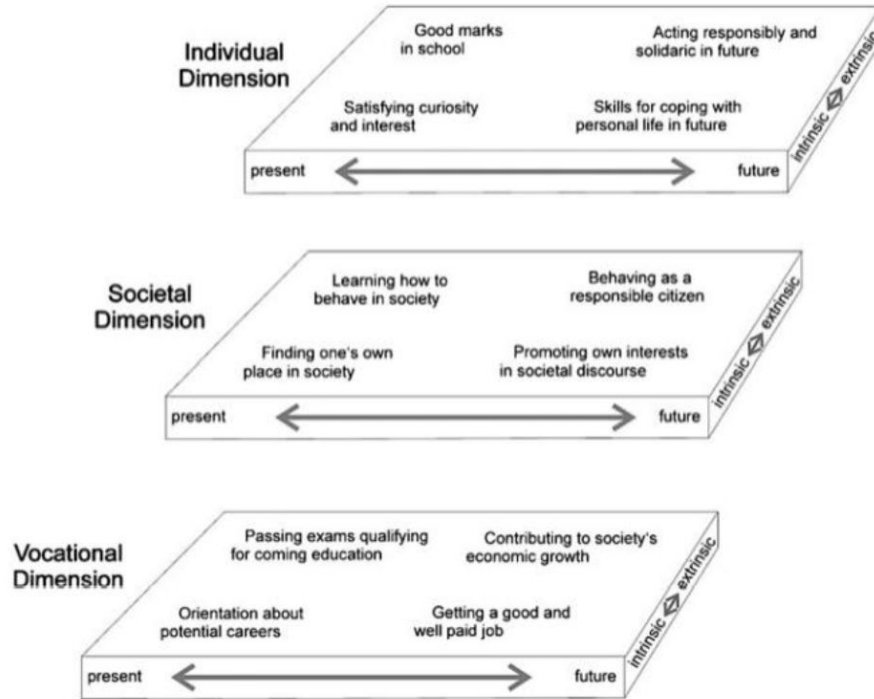 Individual
Dimension
Good marks
in school
Acting responsibly and
solidaric in future
Satisfying curiosity
and interest
Skills for coping with
personal life in future
present
future
intrinsic
extrinsic
Societal
Dimension
Learning how to
behave in society
Behaving as a
responsible citizen
Finding one's own
place in society
Promoting own interests
in societal discourse
present
future
intrinsic
extrinsic
Vocational
Dimension
Passing exams qualifying
for coming education
Contributing to society's
economic growth
Orientation about
potential careers
Getting a good and
well paid job
present
future
intrinsic
extrinsic